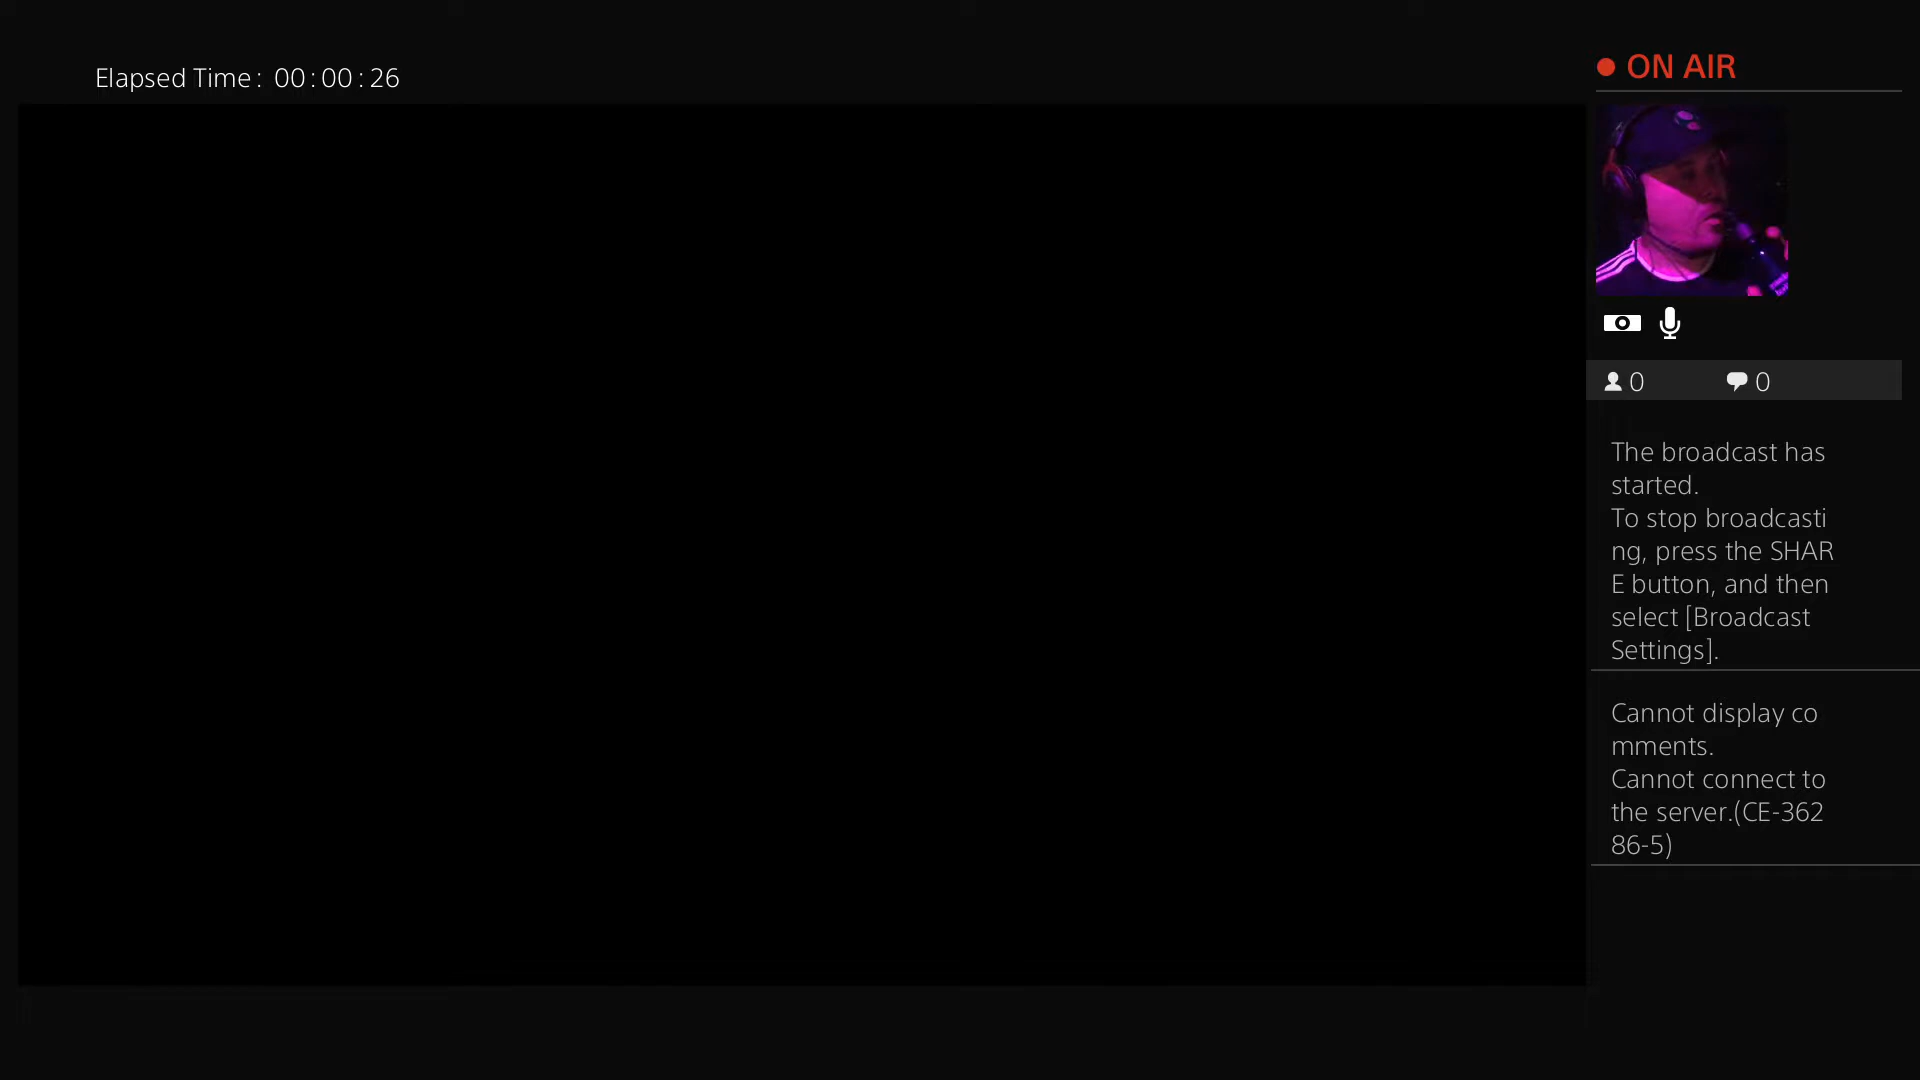 Elapsed Time: 00:00:26
ON AIR
0
0
The broadcast has
started.
To stop broadcasti
ng, press the SHAR
E button, and then
select [Broadcast
Settings].
Cannot display co
mments.
Cannot connect to
the server.(CE-362
86-5)